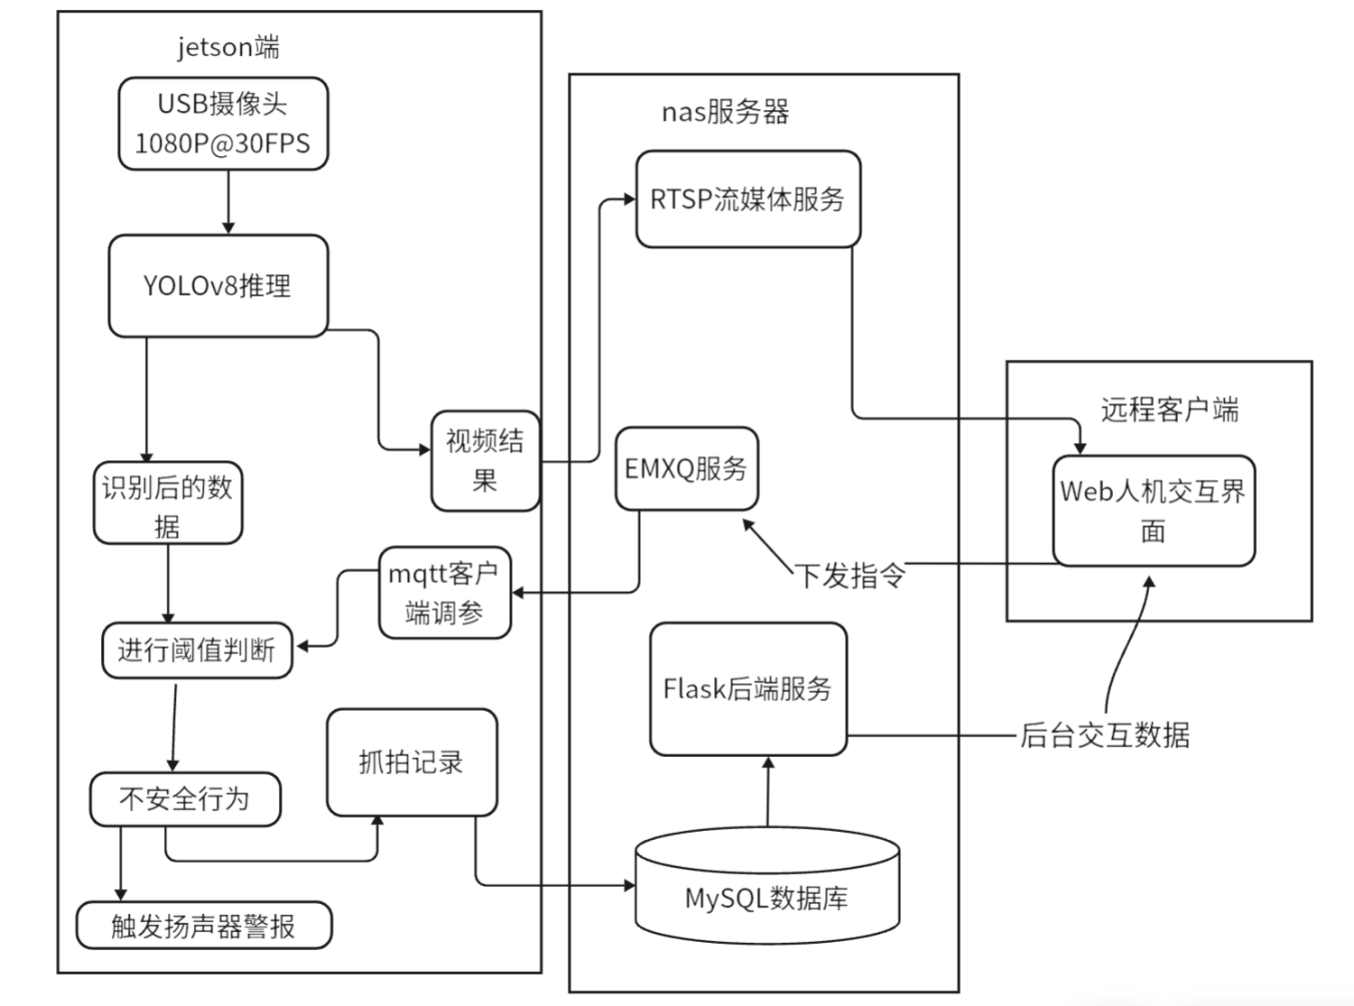 jetson端
USB摄像头
1080P@30FPS
YOLOv8推理
视频结
果
识别后的数
据
mqtt客户
端调参
进行阈值判断
抓拍记录
不安全行为
触发扬声器警报
nas服务器
RTSP流媒体服务
EMXQ服务
下发指令
Flask后端服务
MySQL数据库
远程客户端
Web人机交互界
面
后台交互数据